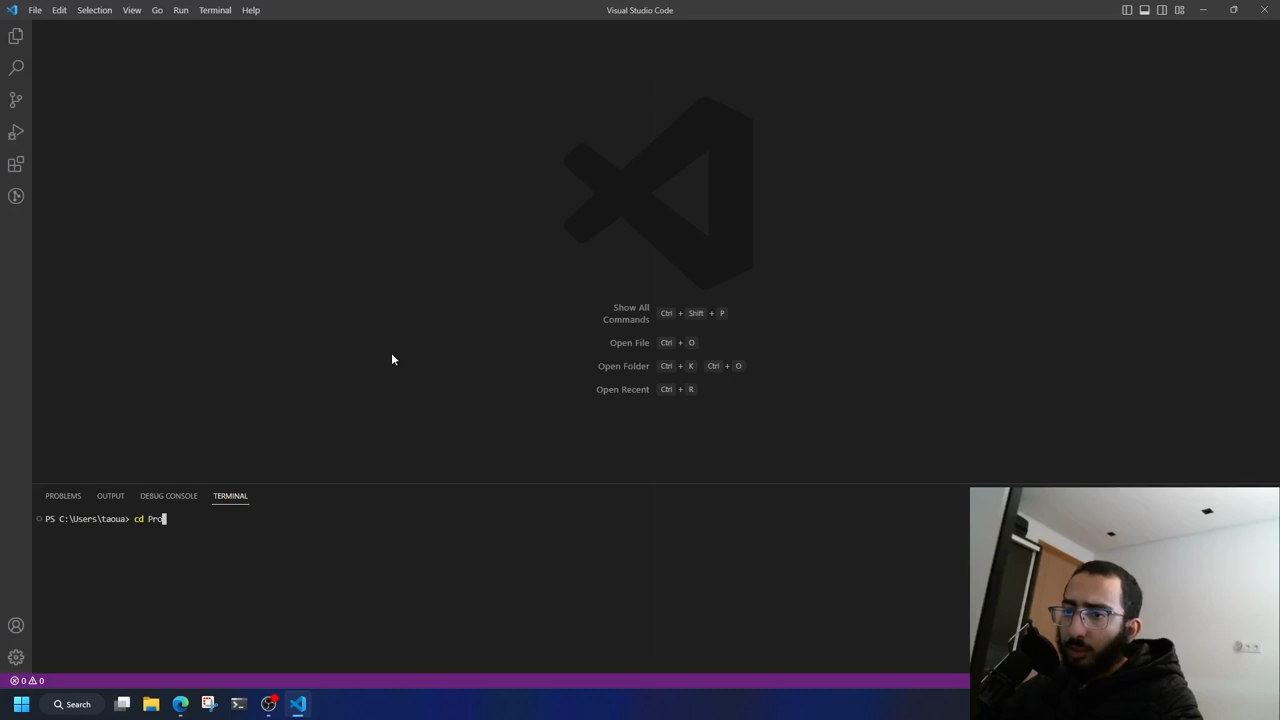 File Edit Selection View Go Run Terminal Help
Visual Studio Code
Show All Commands Ctrl + Shift + P
Open File Ctrl + O
Open Folder Ctrl + K Ctrl + O
Open Recent Ctrl + R
PROBLEMS OUTPUT DEBUG CONSOLE TERMINAL
PS C:\Users\taoua> cd Pro
0 0
Search